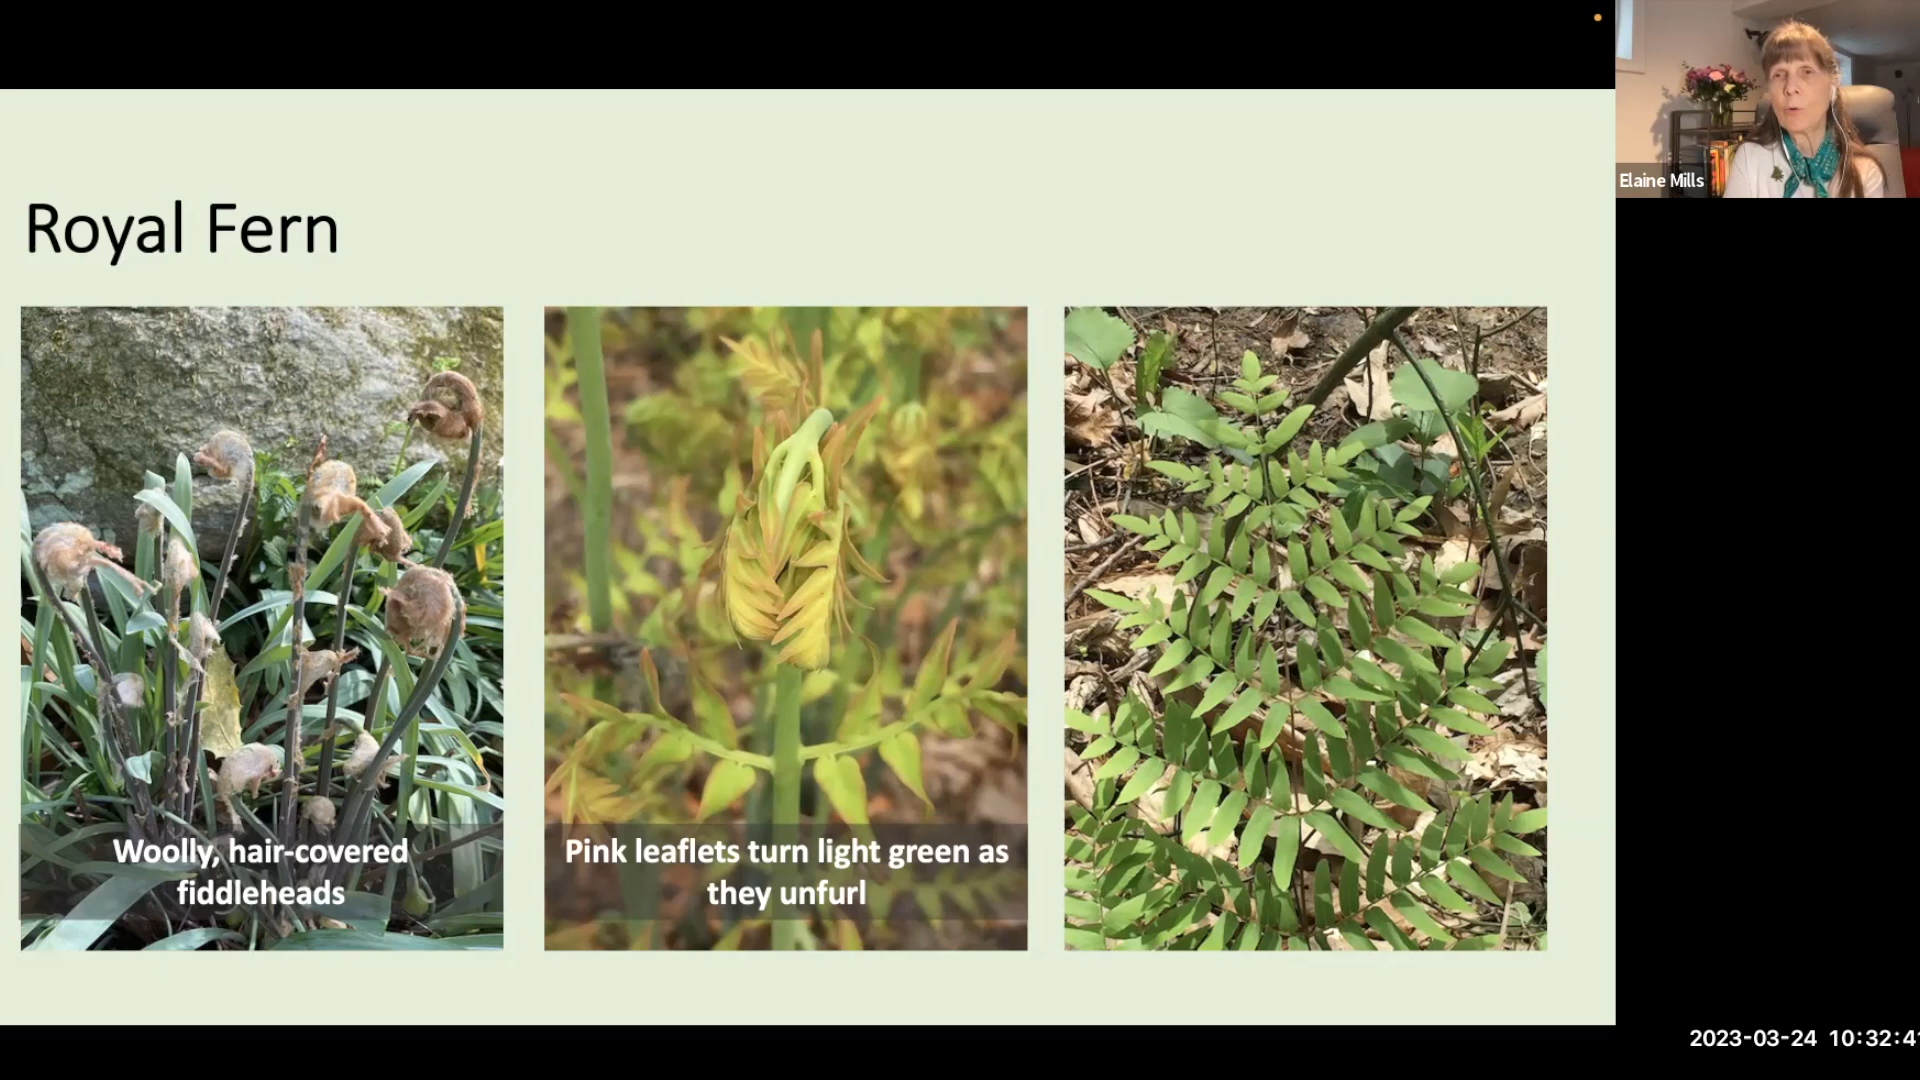 Elaine Mills
Royal Fern
Woolly, hair-covered
fiddleheads
Pink leaflets turn light green as
they unfurl
2023-03-24 10:32:41